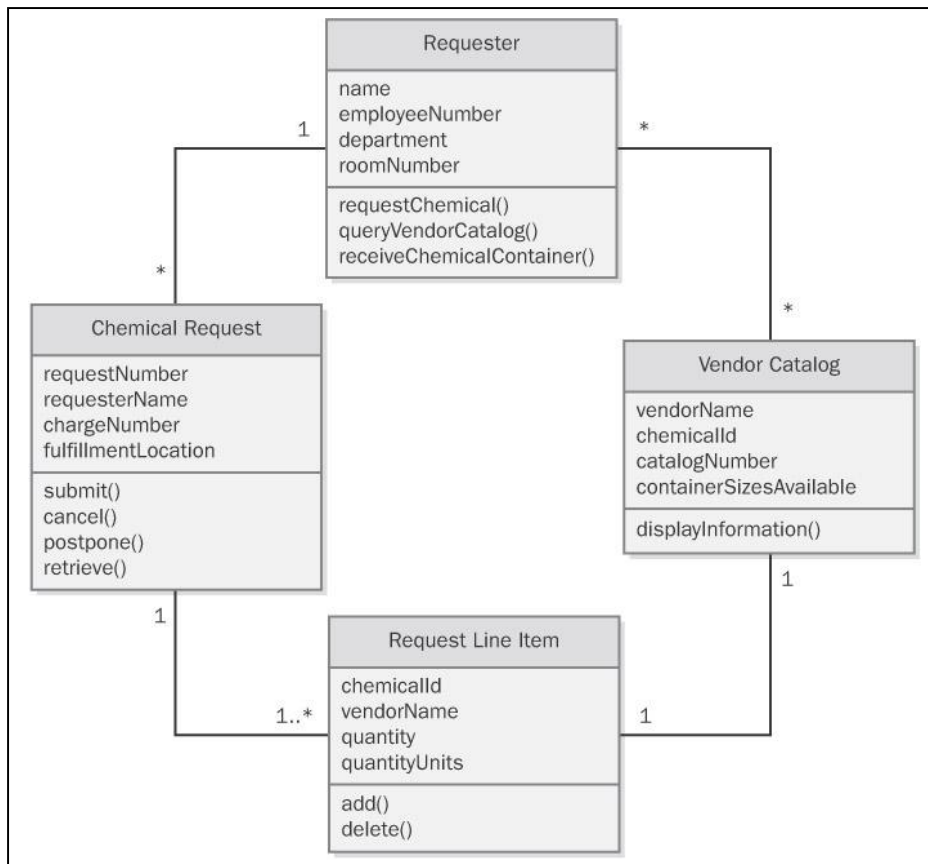 Requester
name
employeeNumber
department
roomNumber
requestChemical()
queryVendorCatalog()
receiveChemicalContainer()
1
*
*
*
Chemical Request
requestNumber
requesterName
chargeNumber
fulfillmentLocation
submit()
cancel()
postpone()
retrieve()
Vendor Catalog
vendorName
chemicalId
catalogNumber
containerSizesAvailable
displayInformation()
1
1
1..*
1
Request Line Item
chemicalId
vendorName
quantity
quantityUnits
add()
delete()